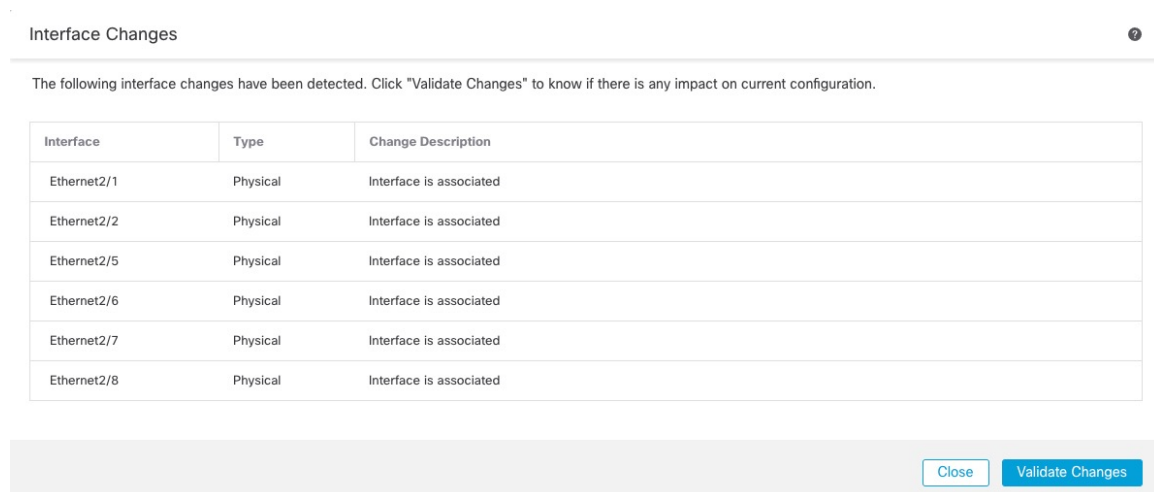 Interface Changes
?
The following interface changes have been detected. Click "Validate Changes" to know if there is any impact on current configuration.
Interface Type Change Description
Ethernet2/1 Physical Interface is associated
Ethernet2/2 Physical Interface is associated
Ethernet2/5 Physical Interface is associated
Ethernet2/6 Physical Interface is associated
Ethernet2/7 Physical Interface is associated
Ethernet2/8 Physical Interface is associated
Close Validate Changes